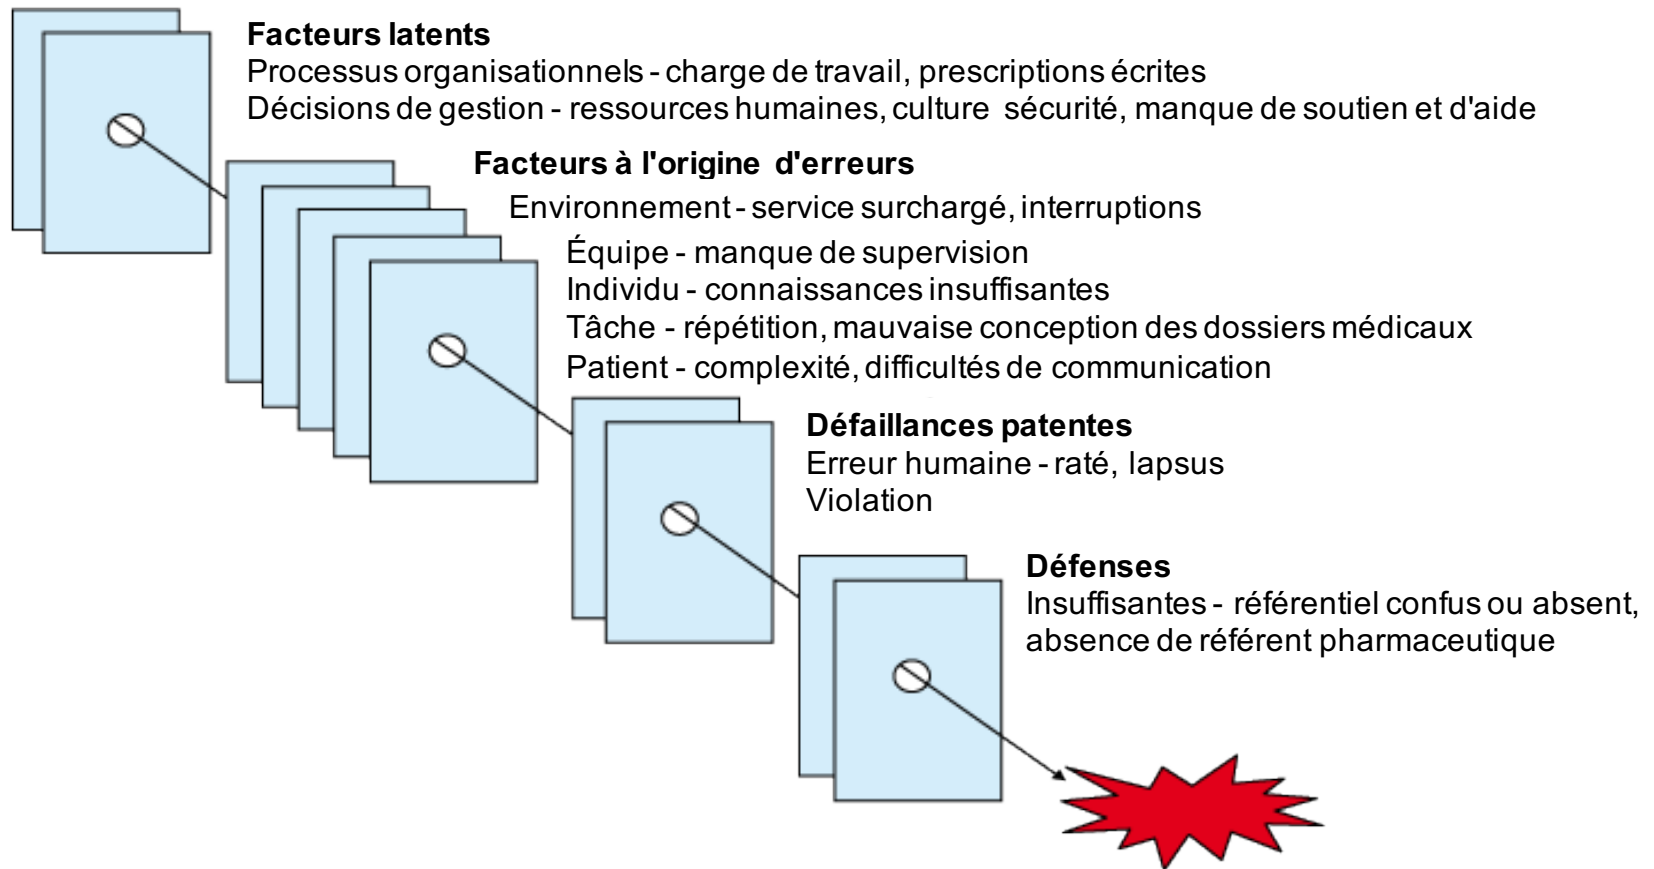 Facteurs latents
Processus organisationnels - charge de travail, prescriptions écrites
Décisions de gestion - ressources humaines, culture sécurité, manque de soutien et d'aide
Facteurs à l'origine d'erreurs
Environnement - service surchargé, interruptions
Équipe - manque de supervision
Individu - connaissances insuffisantes
Tâche - répétition, mauvaise conception des dossiers médicaux
Patient - complexité, difficultés de communication
Défaillances patentes
Erreur humaine - raté, lapsus
Violation
Défenses
Insuffisantes - référentiel confus ou absent,
absence de référent pharmaceutique